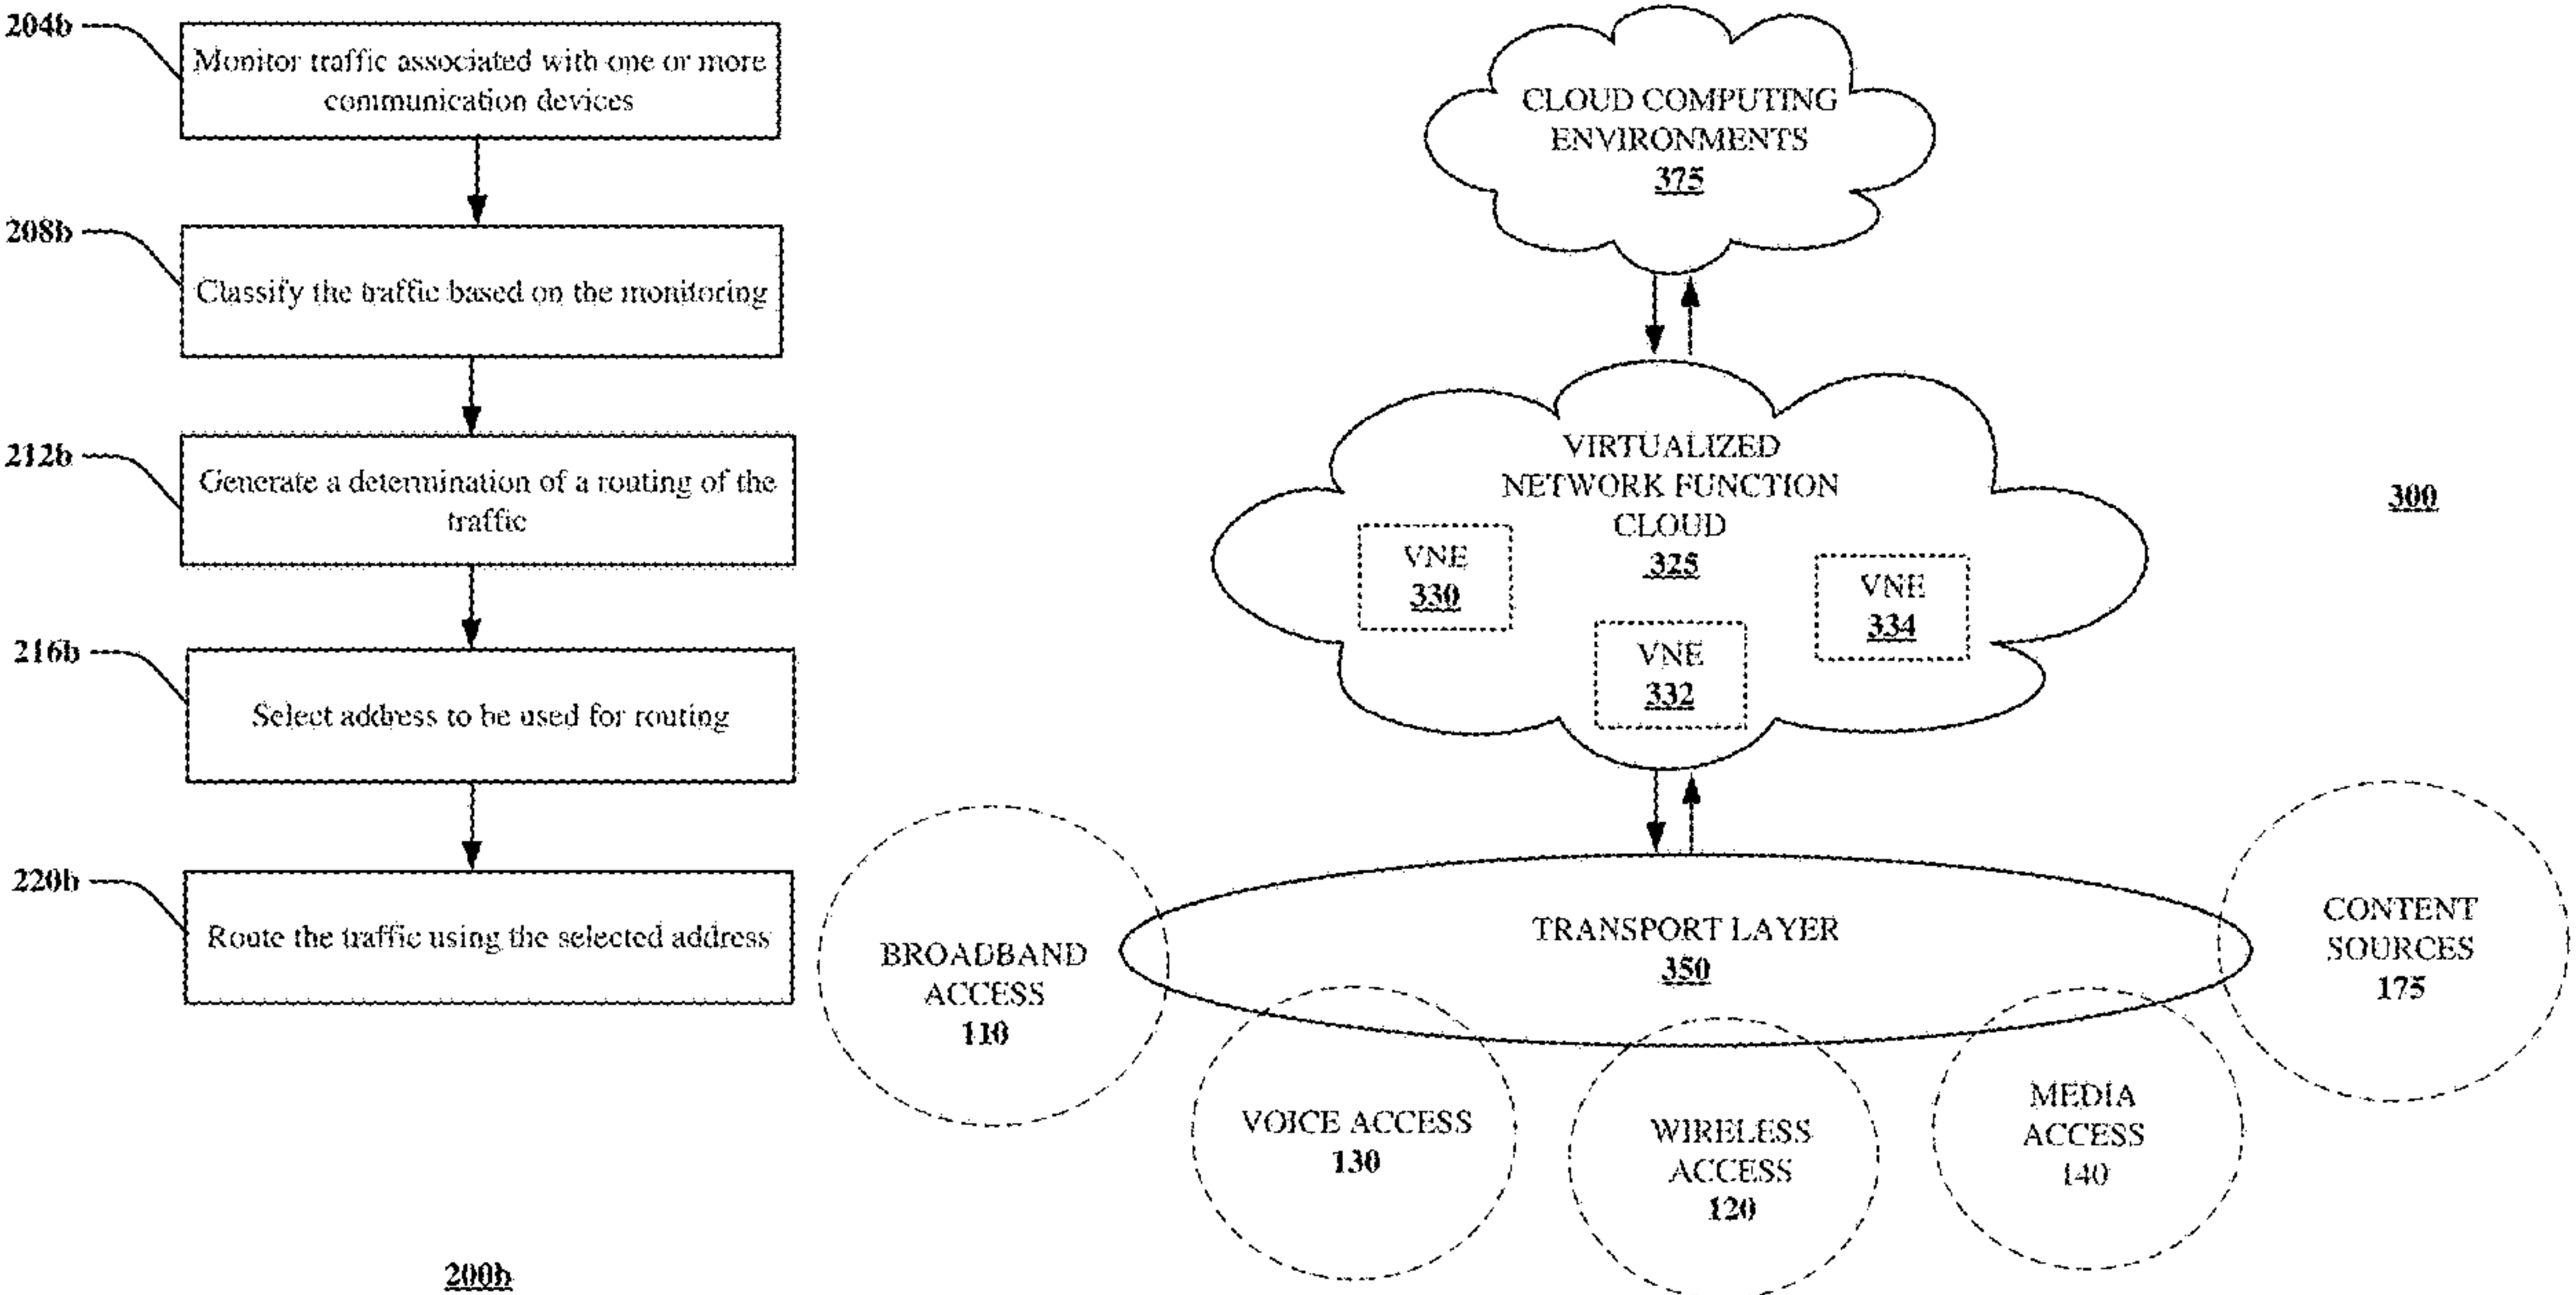 204b
Monitor traffic associated with one or more
communication devices
208b
Classify the traffic based on the monitoring
212b
Generate a determination of a routing of the
traffic
216b
Select address to be used for routing
220b
Route the traffic using the selected address
200b
CLOUD COMPUTING
ENVIRONMENTS
375
VIRTUALIZED
NETWORK FUNCTION
CLOUD
325
VNE
330
VNE
332
VNE
334
300
TRANSPORT LAYER
350
BROADBAND
ACCESS
110
VOICE ACCESS
130
WIRELESS
ACCESS
120
MEDIA
ACCESS
140
CONTENT
SOURCES
175